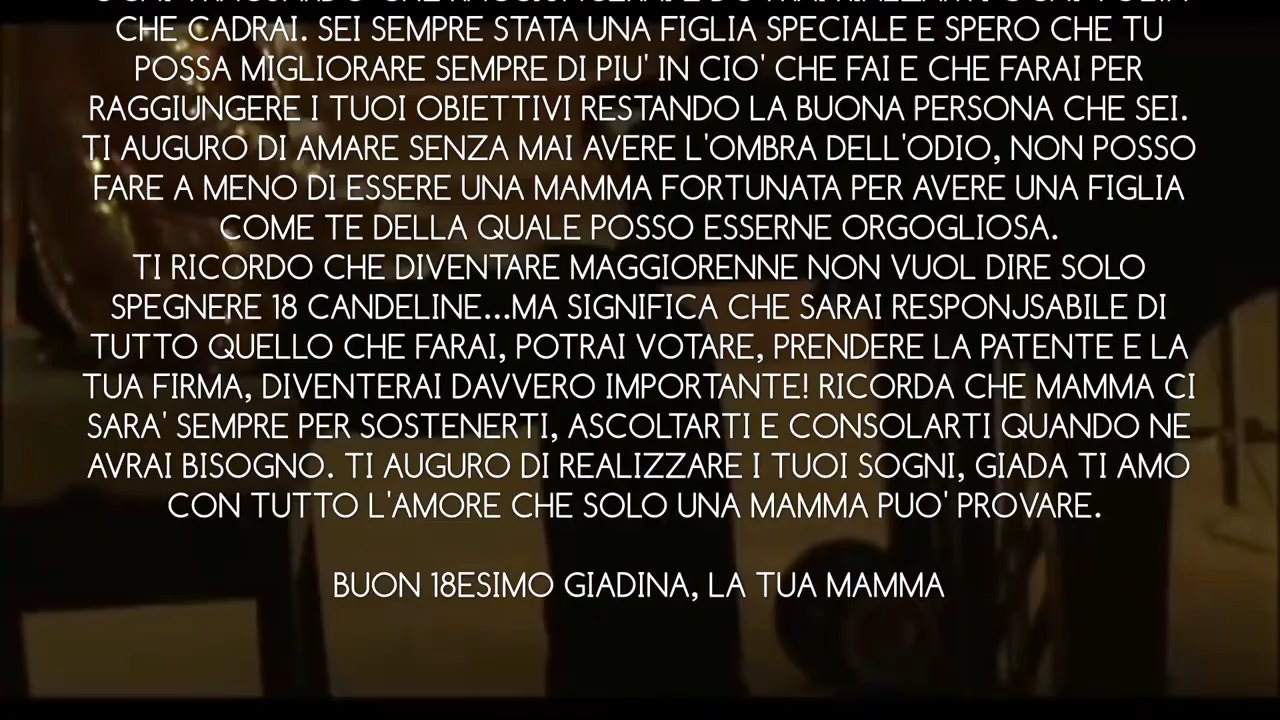 CHE CADRAI. SEI SEMPRE STATA UNA FIGLIA SPECIALE E SPERO CHE TU
POSSA MIGLIORARE SEMPRE DI PIU' IN CIO' CHE FAI E CHE FARAI PER
RAGGIUNGERE I TUOI OBIETTIVI RESTANDO LA BUONA PERSONA CHE SEI.
TI AUGURO DI AMARE SENZA MAI AVERE L'OMBRA DELL'ODIO, NON POSSO
FARE A MENO DI ESSERE UNA MAMMA FORTUNATA PER AVERE UNA FIGLIA
COME TE DELLA QUALE POSSO ESSERNE ORGOGLIOSA.
TI RICORDO CHE DIVENTARE MAGGIORENNE NON VUOL DIRE SOLO
SPEGNERE 18 CANDELINE...MA SIGNIFICA CHE SARAI RESPONJSABILE DI
TUTTO QUELLO CHE FARAI, POTRAI VOTARE, PRENDERE LA PATENTE E LA
TUA FIRMA, DIVENTERAI DAVVERO IMPORTANTE! RICORDA CHE MAMMA CI
SARA' SEMPRE PER SOSTENERTI, ASCOLTARTI E CONSOLARTI QUANDO NE
AVRAI BISOGNO. TI AUGURO DI REALIZZARE I TUOI SOGNI, GIADA TI AMO
CON TUTTO L'AMORE CHE SOLO UNA MAMMA PUO' PROVARE.
BUON 18ESIMO GIADINA, LA TUA MAMMA